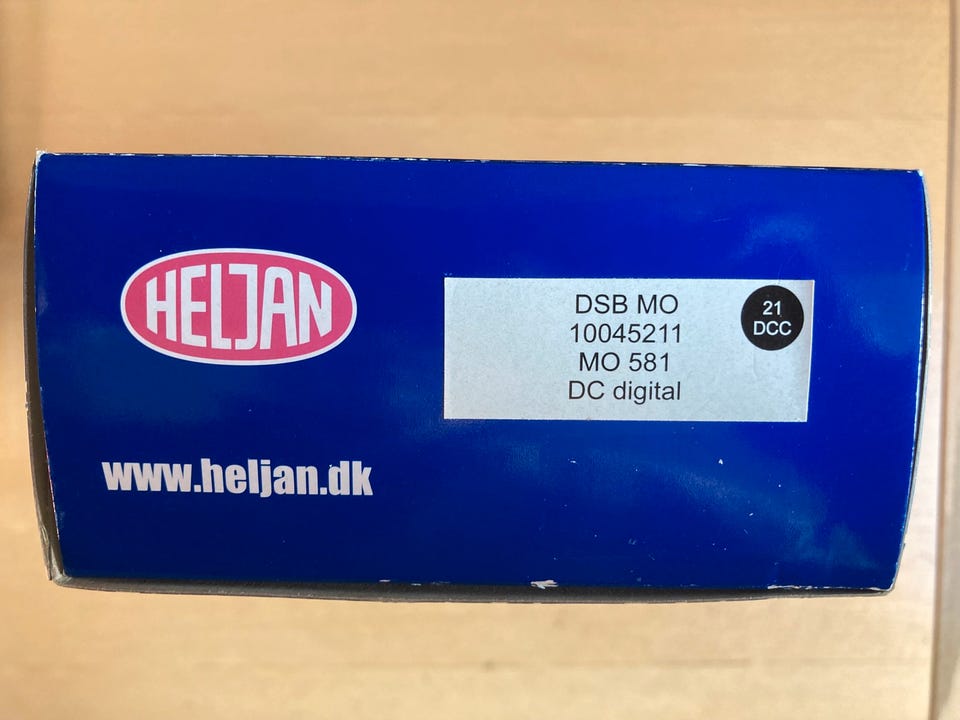 HELJAN
www.heljan.dk
DSB MO
10045211
MO 581
DC digital
21
DCC